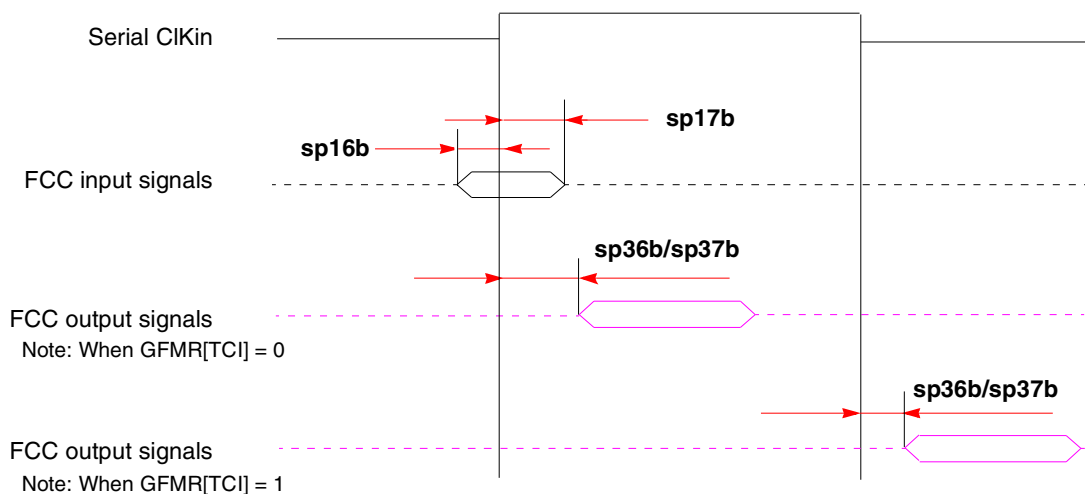 Serial ClKin
sp17b
sp16b
FCC input signals
sp36b/sp37b
FCC output signals
Note: When GFMR[TCI] = 0
sp36b/sp37b
FCC output signals
Note: When GFMR[TCI] = 1